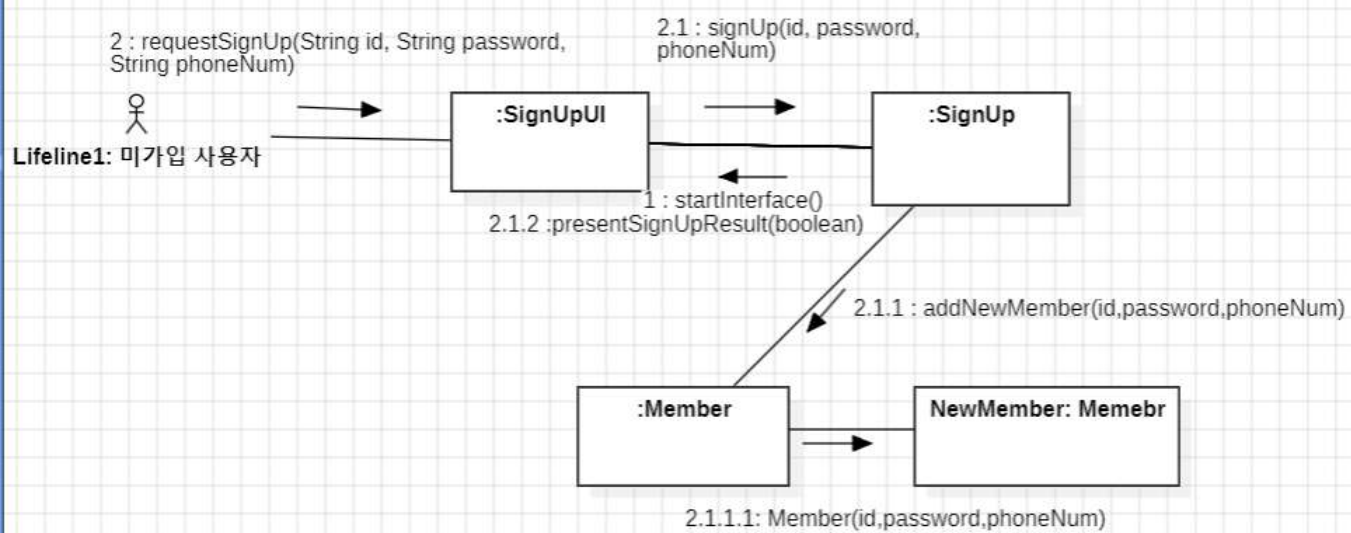 2 : requestSignUp(String id, String password,
String phoneNum)
2.1 : signUp(id, password,
phoneNum)
:SignUpUI
:SignUp
Lifeline1: 미가입 사용자
1 : startInterface()
2.1.2 :presentSignUpResult(boolean)
2.1.1 : addNewMember(id,password,phoneNum)
:Member
NewMember: Memebr
2.1.1.1: Member(id,password,phoneNum)